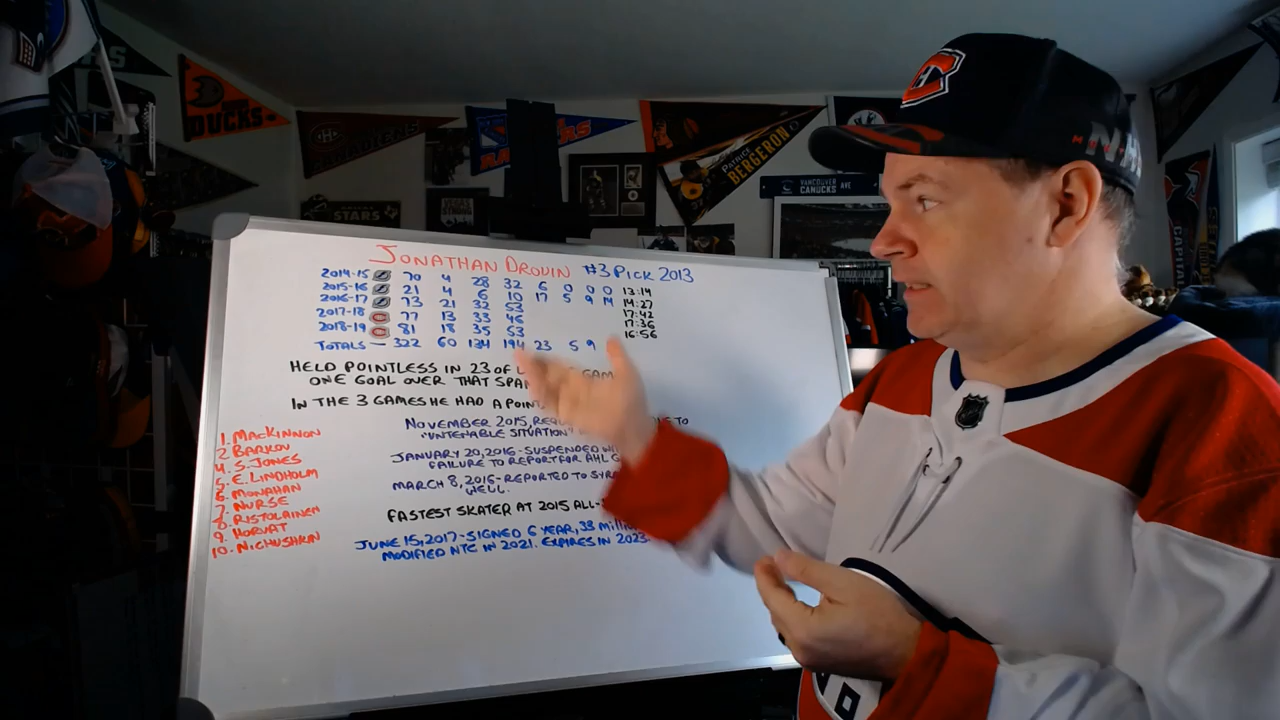 DUCKS
STARS
PATRICE
BERGERON
VANCOUVER
CANUCKS AVE
CAPITALS
NHL
JONATHAN DROUIN #3 PICK 2013
2014-15 70 4 28 32 6 0 0 0 13:14
2015-16 21 4 6 10 17 5 9 14 14:27
2016-17 73 21 32 53 17:42
2017-18 77 13 33 46 17:36
2018-19 81 18 35 53 16:56
TOTALS — 322 60 134 194 23 5 9
HELD POINTLESS IN 23 OF
ONE GOAL OVER THAT SPAN
IN THE 3 GAMES HE HAD A POINT
NOVEMBER 2015, TO
"UNTENABLE SITUATION"
JANUARY 20, 2016 - SUSPENDED
FAILURE TO REPORT FOR AHL
MARCH 8, 2016 - REPORTED TO
WELL.
FASTEST SKATER AT 2015 ALL-
JUNE 15, 2017 - SIGNED 6 YEAR, 33
MODIFIED NTC IN 2021. EXPIRES IN 2023
1. MACKINNON
2. BARKOV
4. S. JONES
5. E. LINDHOLM
6. MONAHAN
7. NURSE
8. RISTOLAINEN
9. HORVAT
10. NICHUSHKIN